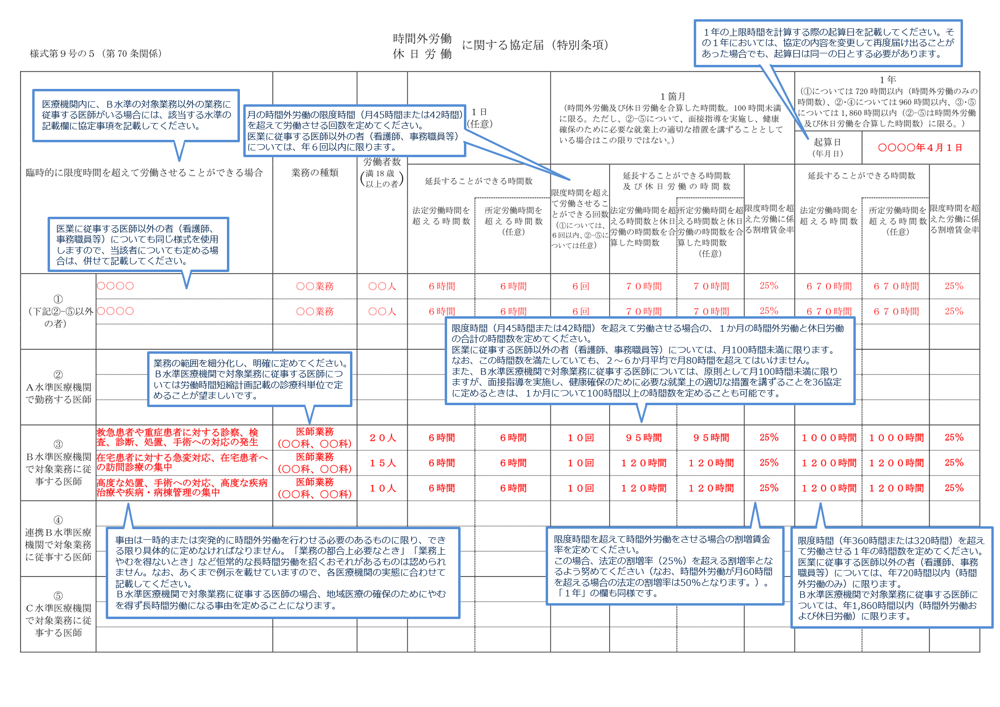 様式第９号の５（第 70 条関係）
時間外労働
休 日 労 働
に関する協定届（特別条項）
１年の上限時間を計算する際の起算日を記載してください。そ
の１年においては、協定の内容を変更して再度届け出ることが
あった場合でも、起算日は同一の日とする必要があります。
医療機関内に、Ｂ水準の対象業務以外の業務に
従事する医師がいる場合には、該当する水準の
記載欄に協定事項を記載してください。
月の時間外労働の限度時間（月45時間または42時間）
を超えて労働させる回数を定めてください。
医業に従事する医師以外の者（看護師、事務職員等）
については、年６回以内に限ります。
臨時的に限度時間を超えて労働させることができる場合
業務の種類
労働者数
（満 18 歳
以上の者）
１日
（任意）
延長することができる時間数
法定労働時間を
超える時間数
所定労働時間を
超える時間数
（任意）
１箇月
（時間外労働及び休日労働を合算した時間数。100 時間未満
に限る。ただし、②-⑤について、面接指導を実施し、健康
確保のために必要な就業上の適切な措置を講ずることとして
いる場合はこの限りではない。）
限度時間を超え
て労働させるこ
とができる回数
（①については、
６回以内、②-⑤に
ついては任意）
延長することができる時間数
及び休日労働の時間数
法定労働時間を超
える時間数と休日
労働の時間数を合
算した時間数
所定労働時間を超
える時間数と休日
労働の時間数を合
算した時間数
（任意）
限度時間を超
えた労働に係
る割増賃金率
１年
（①については 720 時間以内（時間外労働のみの
時間数）、②・④については 960 時間以内、③・⑤
については 1,860 時間以内（②-⑤は時間外労働
及び休日労働を合算した時間数）に限る。）
起算日
（年月日）
〇〇〇〇年４月１日
延長することができる時間数
法定労働時間を
超える時間数
所定労働時間を
超える時間数
（任意）
限度時間を超
えた労働に係
る割増賃金率
医業に従事する医師以外の者（看護師、
事務職員等）についても同じ様式を使用
しますので、当該者についても定める場
合は、併せて記載してください。
①
（下記②-⑤以外
の者）
〇〇〇〇 〇〇業務 〇〇人 ６時間 ６時間 ６回 ７０時間 ７０時間 25% ６７０時間 ６７０時間 25%
〇〇〇〇 〇〇業務 〇〇人 ６時間 ６時間 ６回 ７０時間 ７０時間 25% ６７０時間 ６７０時間 25%
限度時間（月45時間または42時間）を超えて労働させる場合の、１か月の時間外労働と休日労働
の合計の時間数を定めてください。
医業に従事する医師以外の者（看護師、事務職員等）については、月100時間未満に限ります。
なお、この時間数を満たしていても、２～６か月平均で月80時間を超えてはいけません。
また、Ｂ水準医療機関で対象業務に従事する医師については、原則として月100時間未満に限り
ますが、面接指導を実施し、健康確保のために必要な就業上の適切な措置を講ずることを36協定
に定めるときは、１か月について100時間以上の時間数を定めることも可能です。
業務の範囲を細分化し、明確に定めてください。
Ｂ水準医療機関で対象業務に従事する医師につ
いては労働時間短縮計画記載の診療科単位で定
めることが望ましいです。
②
Ａ水準医療機関
で勤務する医師
③
Ｂ水準医療機関
で対象業務に従
事する医師
救急患者や重症患者に対する診察、検
査、診断、処置、手術への対応の発生
医師業務
（〇〇科、〇〇科）
２０人 ６時間 ６時間 １０回 ９５時間 ９５時間 25% １０００時間 １０００時間 25%
在宅患者に対する急変対応、在宅患者へ
の訪問診療の集中
医師業務
（〇〇科、〇〇科）
１５人 ６時間 ６時間 １０回 １２０時間 １２０時間 25% １２００時間 １２００時間 25%
高度な処置、手術への対応、高度な疾病
治療や疾病・病棟管理の集中
医師業務
（〇〇科、〇〇科）
１０人 ６時間 ６時間 １０回 １２０時間 １２０時間 25% １２００時間 １２００時間 25%
④
連携Ｂ水準医療
機関で対象業務
に従事する医師
⑤
Ｃ水準医療機関
で対象業務に従
事する医師
事由は一時的または突発的に時間外労働を行わせる必要のあるものに限り、でき
る限り具体的に定めなければなりません。「業務の都合上必要なとき」「業務上
やむを得ないとき」など恒常的な長時間労働を招くおそれがあるものは認められ
ません。なお、あくまで例示を載せていますので、各医療機関の実態に合わせて
記載してください。
Ｂ水準医療機関で対象業務に従事する医師の場合、地域医療の確保のためにやむ
を得ず長時間労働になる事由を定めることになります。
限度時間を超えて時間外労働をさせる場合の割増賃金
率を定めてください。
この場合、法定の割増率（25%）を超える割増率とな
るよう努めてください（なお、時間外労働が月60時間
を超える場合の法定の割増率は50%となります。）。
「１年」の欄も同様です。
限度時間（年360時間または320時間）を超え
て労働させる１年の時間数を定めてください。
医業に従事する医師以外の者（看護師、事務
職員等）については、年720時間以内（時間
外労働のみ）に限ります。
Ｂ水準医療機関で対象業務に従事する医師に
ついては、年1,860時間以内（時間外労働お
よび休日労働）に限ります。